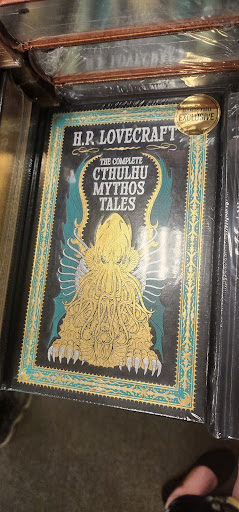 EXCLUSIVE
H.P. LOVECRAFT
THE COMPLETE
CTHULHU
MYTHOS
TALES